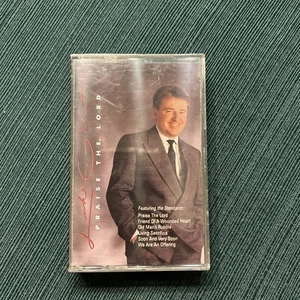 PRAISE THE LORD
Featuring the Standards:
Praise The Lord
Friend Of A Wounded Heart
Old Man's Rubble
Living Sacrifice
Soon And Very Soon
We Are An Offering